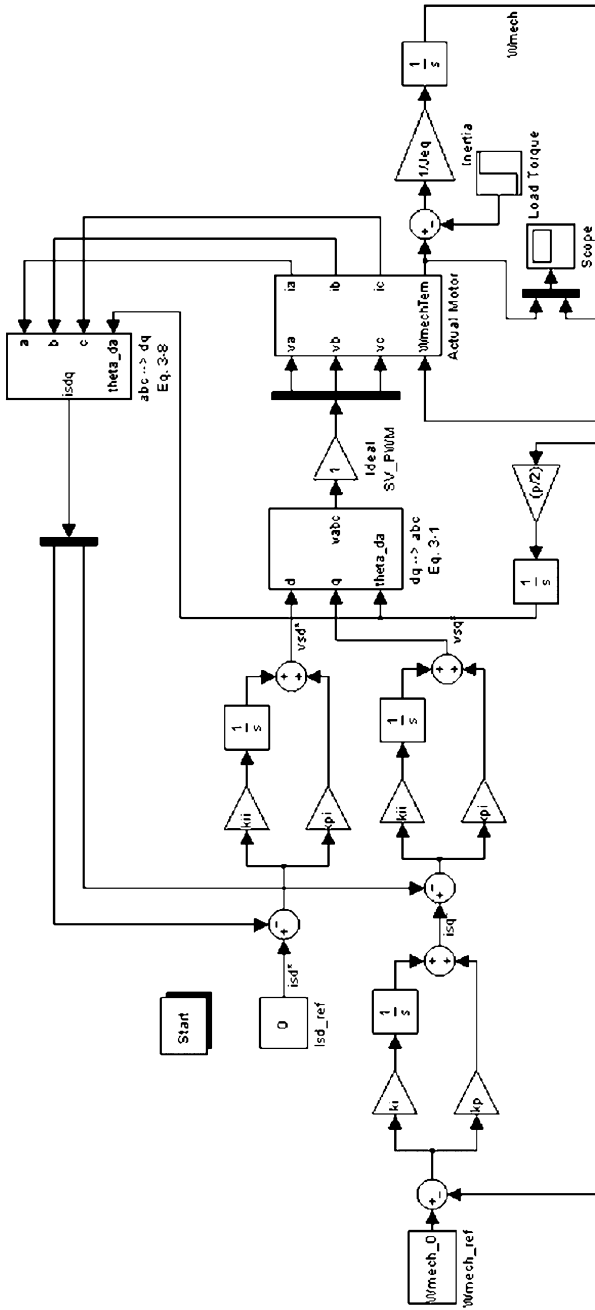 Start
0
Isd_ref
isd*
+
-
kii
1
s
kpi
+
+
vsd*
Wmech_0
Wmech_ref
+
-
ki
1
s
kp
+
+
isq*
+
-
kii
1
s
kpi
+
+
vsq*
isdq
a
b
c
theta_da
abc --> dq
Eq. 3-8
d
q
theta_da
vabc
dq --> abc
Eq. 3-1
1
Ideal
SV_PWM
va
vb
vc
WmechTem
ia
ib
ic
Actual Motor
+
-
1/Jeq
Inertia
1
s
Wmech
Load Torque
Scope
(p/2)
1
s